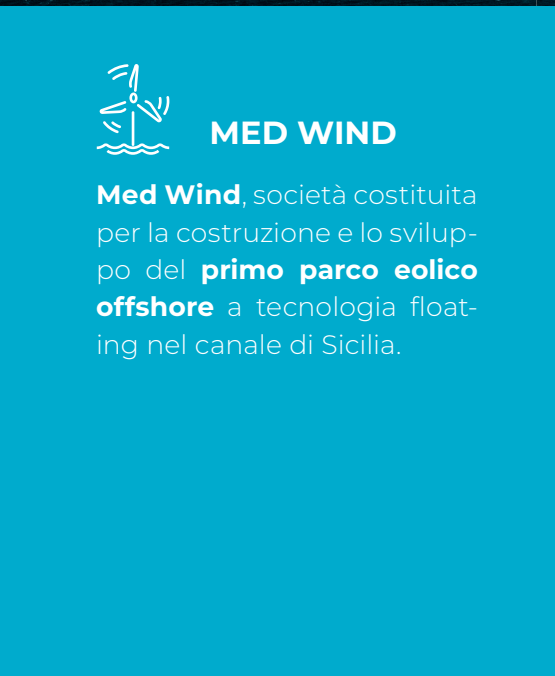 MED WIND
Med Wind, società costituita
per la costruzione e lo svilup-
po del primo parco eolico
offshore a tecnologia float-
ing nel canale di Sicilia.